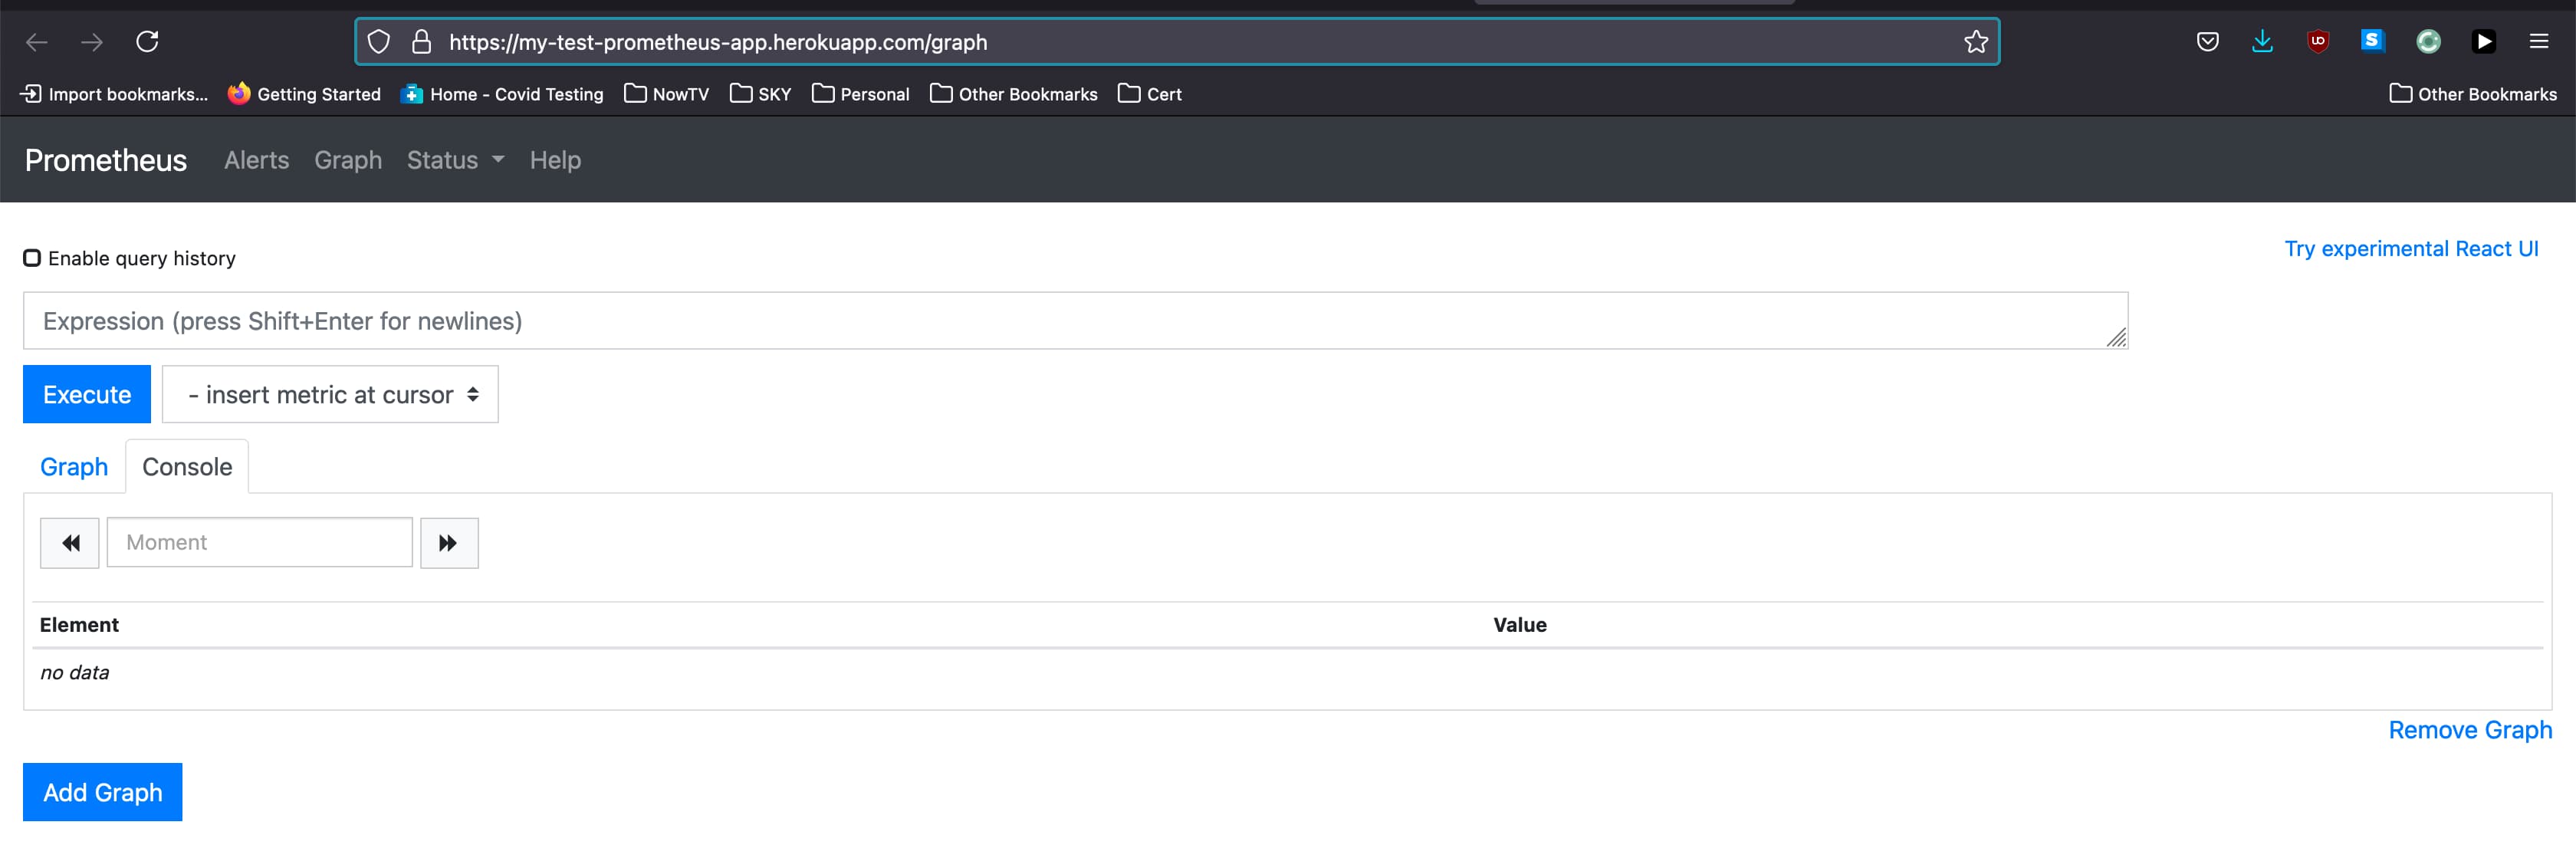 https://my-test-prometheus-app.herokuapp.com/graph
Import bookmarks... Getting Started Home - Covid Testing NowTV SKY Personal Other Bookmarks Cert Other Bookmarks
Prometheus Alerts Graph Status Help
Enable query history
Try experimental React UI
Expression (press Shift+Enter for newlines)
Execute - insert metric at cursor
Graph Console
Moment
Element Value
no data
Remove Graph
Add Graph